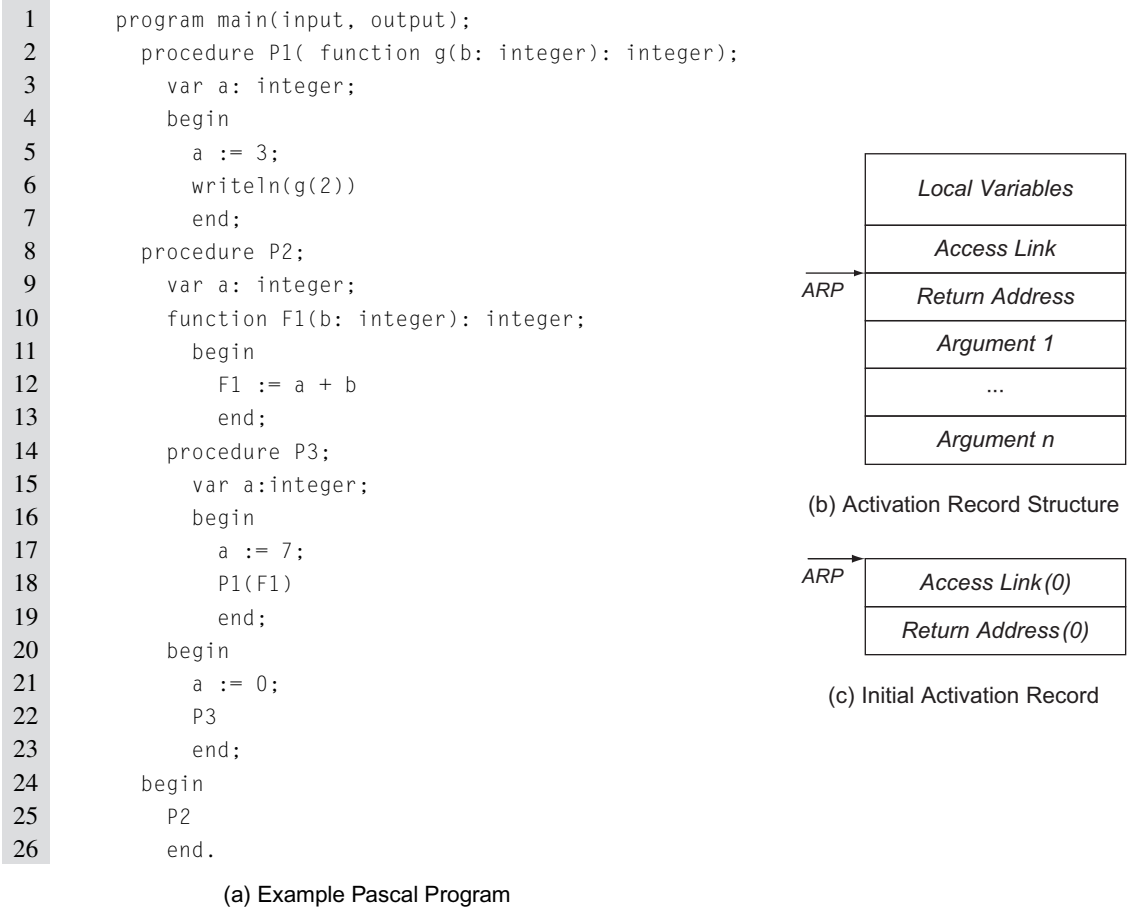 1 program main(input, output);
2 procedure P1( function g(b: integer): integer);
3 var a: integer;
4 begin
5 a := 3;
6 writeln(g(2))
7 end;
8 procedure P2;
9 var a: integer;
10 function F1(b: integer): integer;
11 begin
12 F1 := a + b
13 end;
14 procedure P3;
15 var a:integer;
16 begin
17 a := 7;
18 P1(F1)
19 end;
20 begin
21 a := 0;
22 P3
23 end;
24 begin
25 P2
26 end.
(a) Example Pascal Program
Local Variables
Access Link
ARP
Return Address
Argument 1
...
Argument n
(b) Activation Record Structure
ARP
Access Link (0)
Return Address (0)
(c) Initial Activation Record